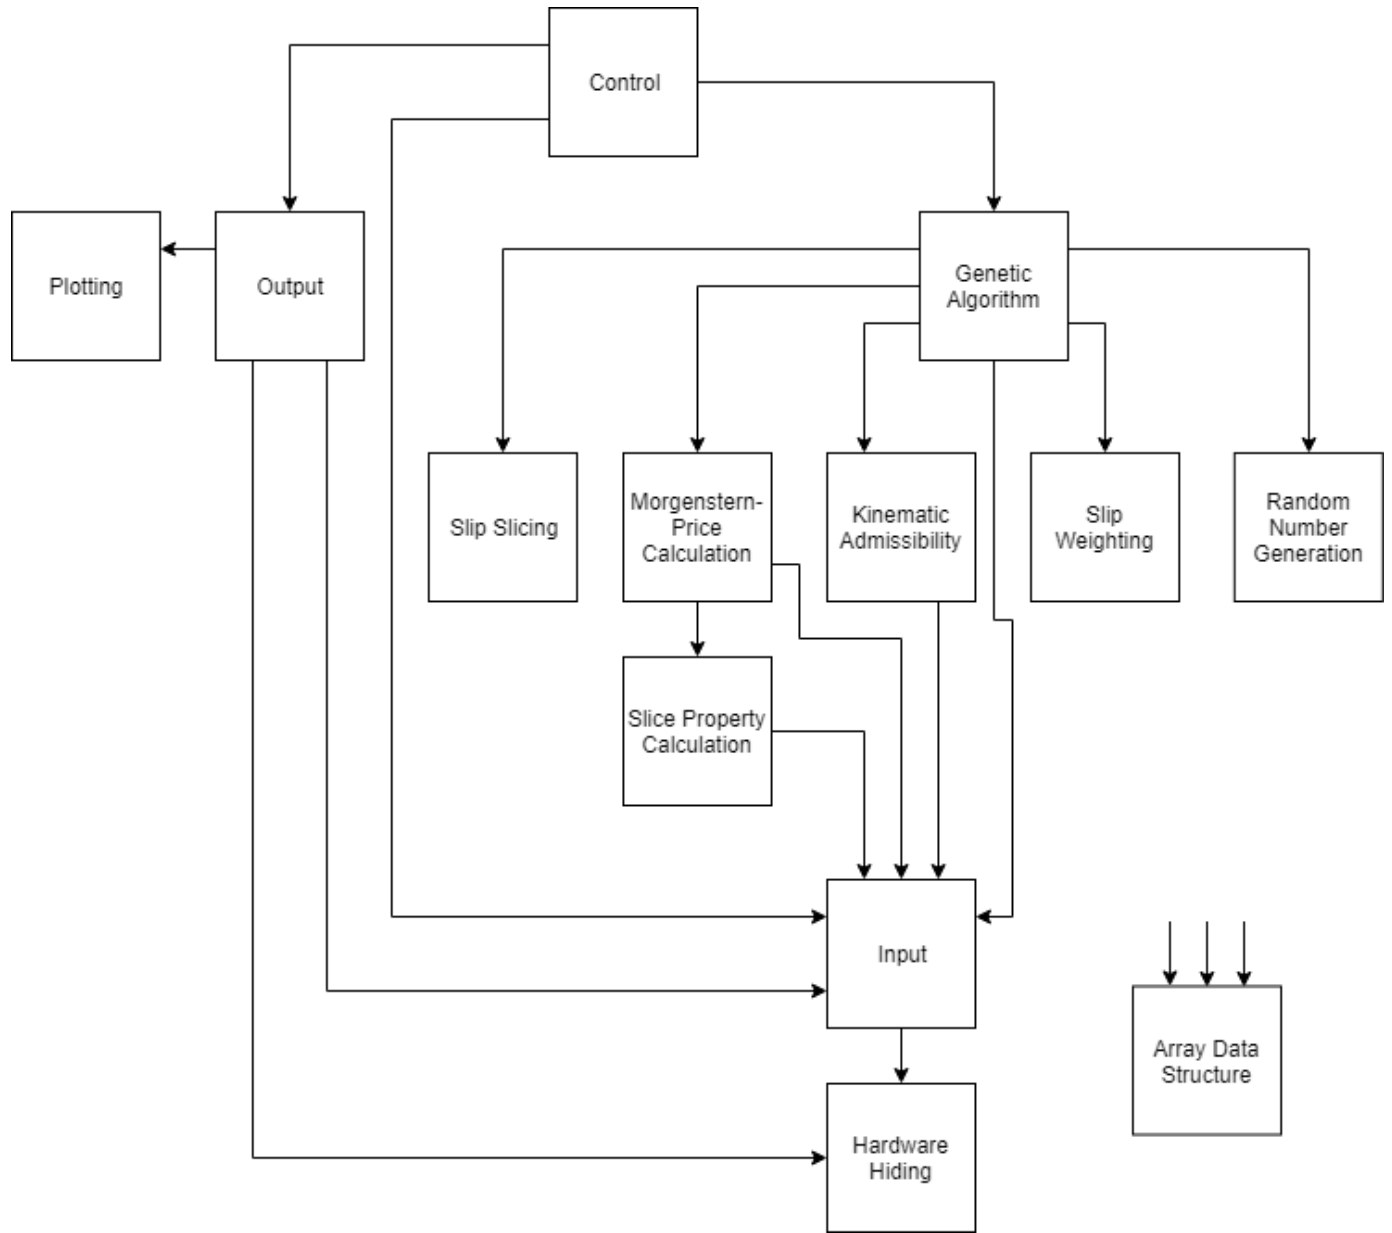 Control
Plotting
Output
Genetic
Algorithm
Slip Slicing
Morgenstern-
Price
Calculation
Kinematic
Admissibility
Slip
Weighting
Random
Number
Generation
Slice Property
Calculation
Input
Array Data
Structure
Hardware
Hiding